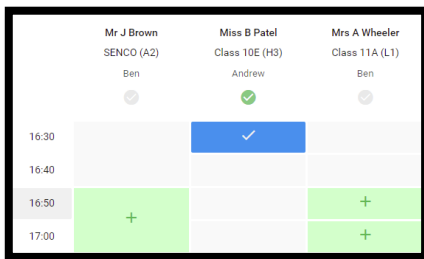 Mr J Brown Miss B Patel Mrs A Wheeler
SENCO (A2) Class 10E (H3) Class 11A (L1)
Ben Andrew Ben
16:30
16:40
16:50 +
+
17:00 +